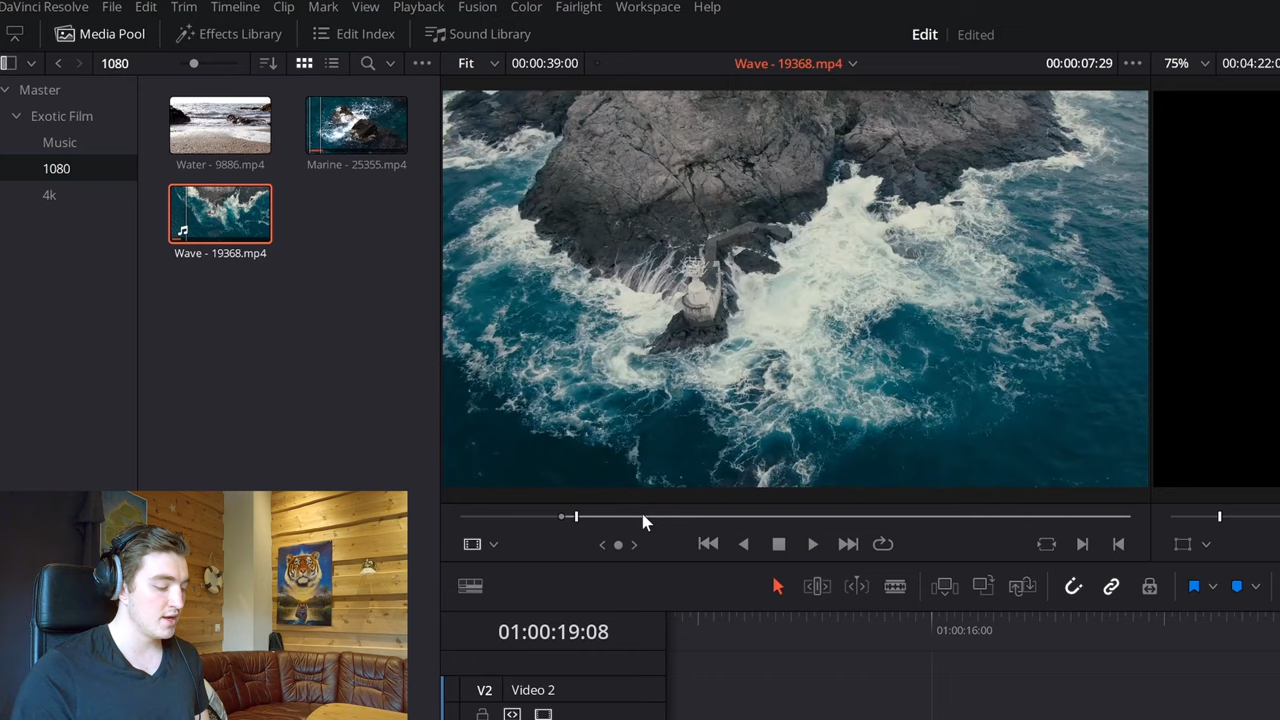 DaVinci Resolve File Edit Trim Timeline Clip Mark View Playback Fusion Color Fairlight Workspace Help
Media Pool Effects Library Edit Index Sound Library Edit Edited
1080 Fit 00:00:39:00 Wave - 19368.mp4 00:00:07:29 75% 00:04:22:0
Master
Exotic Film
Music
1080
4k
Water - 9886.mp4 Marine - 25355.mp4
Wave - 19368.mp4
01:00:19:08 01:00:16:00
V2 Video 2